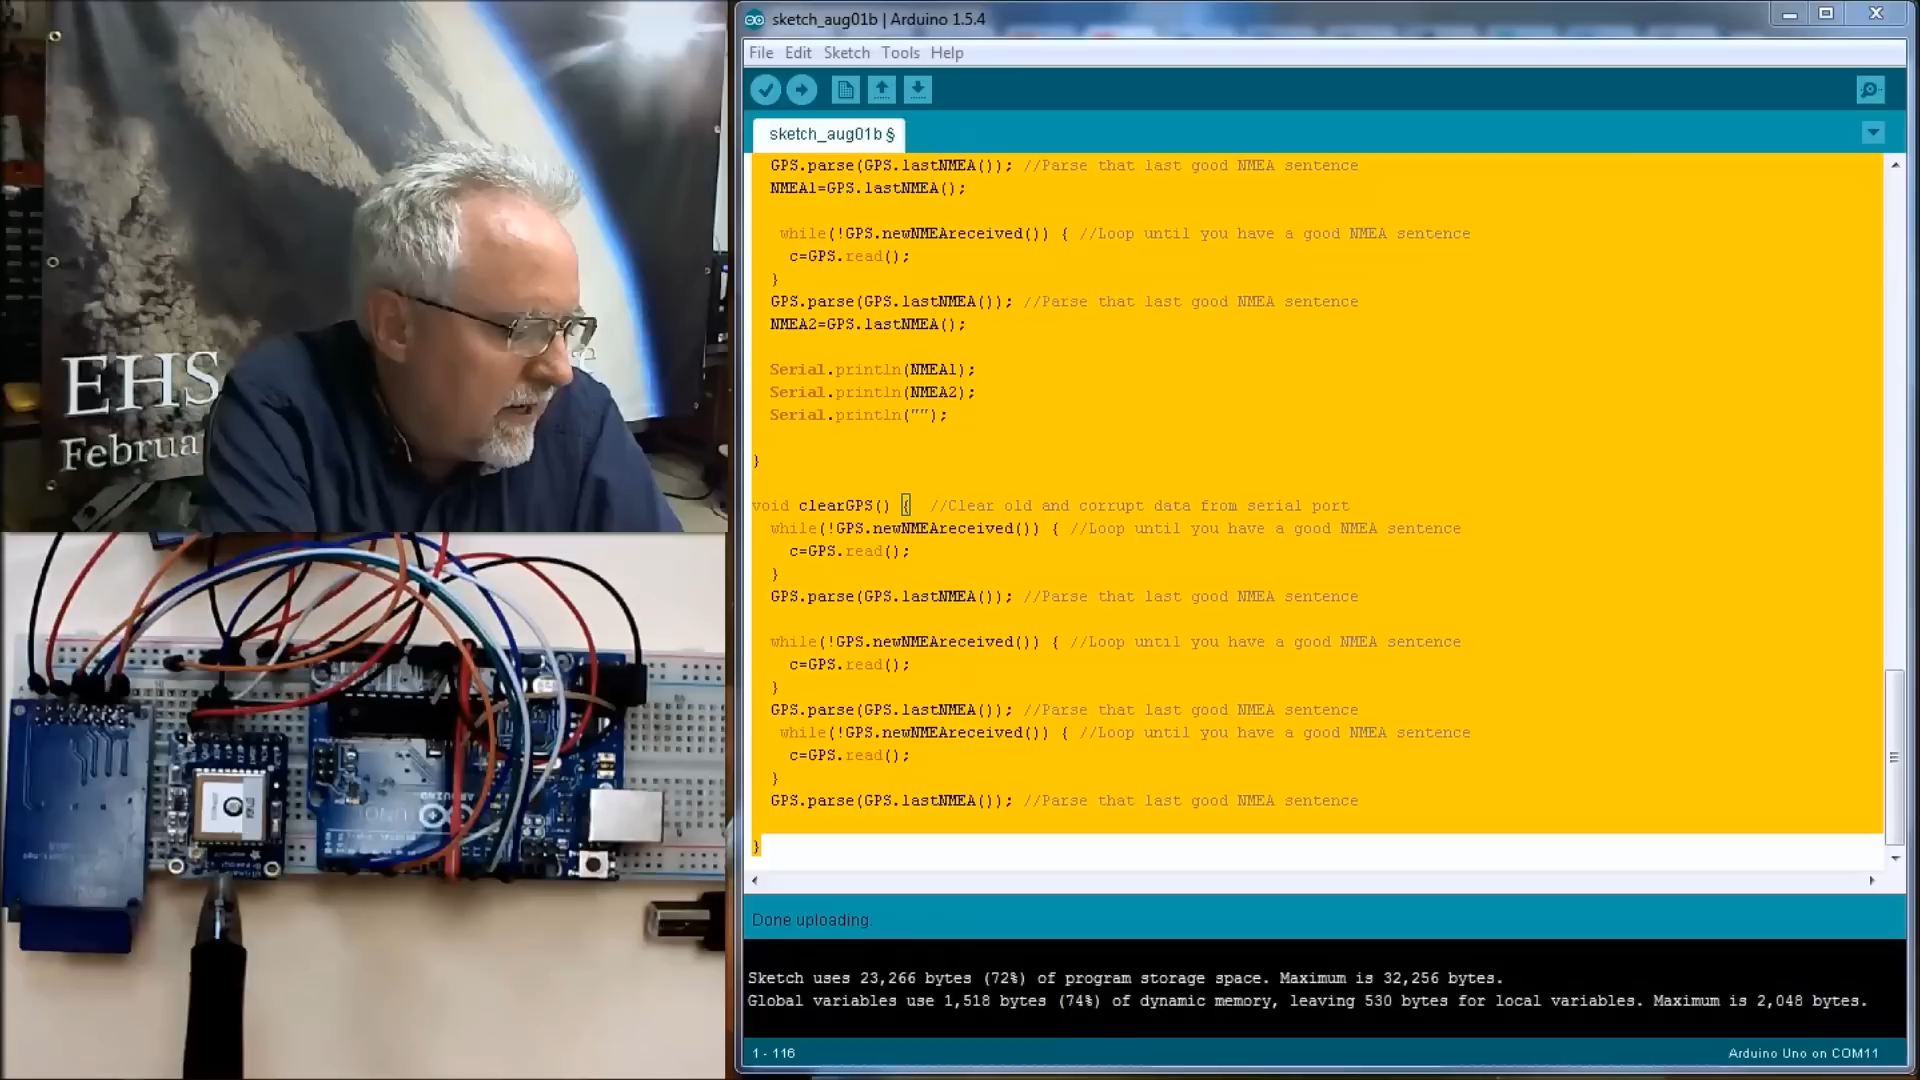 EHS
Februa
UNO
sketch_aug01b | Arduino 1.5.4
File Edit Sketch Tools Help
sketch_aug01b §
GPS.parse(GPS.lastNMEA()); //Parse that last good NMEA sentence
NMEA1=GPS.lastNMEA();
while(!GPS.newNMEAreceived()) { //Loop until you have a good NMEA sentence
c=GPS.read();
}
GPS.parse(GPS.lastNMEA()); //Parse that last good NMEA sentence
NMEA2=GPS.lastNMEA();
Serial.println(NMEA1);
Serial.println(NMEA2);
Serial.println("");
}
void clearGPS() { //Clear old and corrupt data from serial port
while(!GPS.newNMEAreceived()) { //Loop until you have a good NMEA sentence
c=GPS.read();
}
GPS.parse(GPS.lastNMEA()); //Parse that last good NMEA sentence
while(!GPS.newNMEAreceived()) { //Loop until you have a good NMEA sentence
c=GPS.read();
}
GPS.parse(GPS.lastNMEA()); //Parse that last good NMEA sentence
while(!GPS.newNMEAreceived()) { //Loop until you have a good NMEA sentence
c=GPS.read();
}
GPS.parse(GPS.lastNMEA()); //Parse that last good NMEA sentence
}
Done uploading.
Sketch uses 23,266 bytes (72%) of program storage space. Maximum is 32,256 bytes.
Global variables use 1,518 bytes (74%) of dynamic memory, leaving 530 bytes for local variables. Maximum is 2,048 bytes.
1 - 116
Arduino Uno on COM11